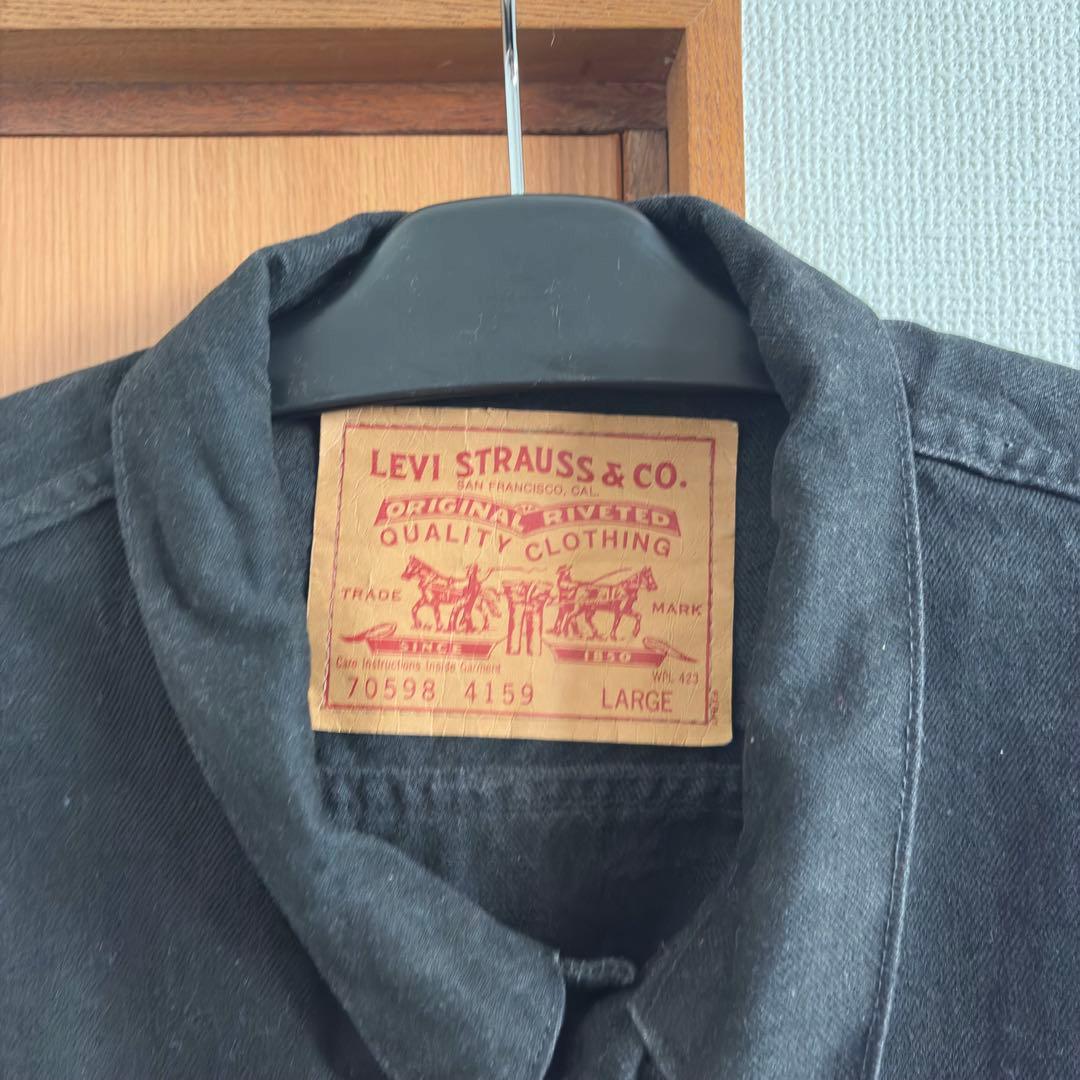 LEVI STRAUSS & CO.
SAN FRANCISCO, CAL.
ORIGINAL RIVETED
QUALITY CLOTHING
TRADE MARK
SINCE 1850
Care Instructions Inside Garment
WPL 423
70598 4159 LARGE